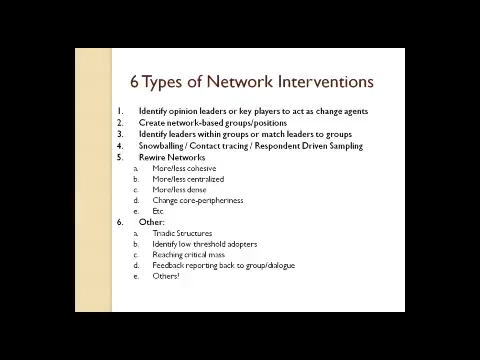 6 Types of Network Interventions
1. Identify opinion leaders or key players to act as change agents
2. Create network-based groups/positions
3. Identify leaders within groups or match leaders to groups
4. Snowballing / Contact tracing / Respondent Driven Sampling
5. Rewire Networks
a. More/less cohesive
b. More/less centralized
c. More/less dense
d. Change core-peripheriness
e. Etc
6. Other:
a. Triadic Structures
b. Identify low threshold adopters
c. Reaching critical mass
d. Feedback reporting back to group/dialogue
e. Others!